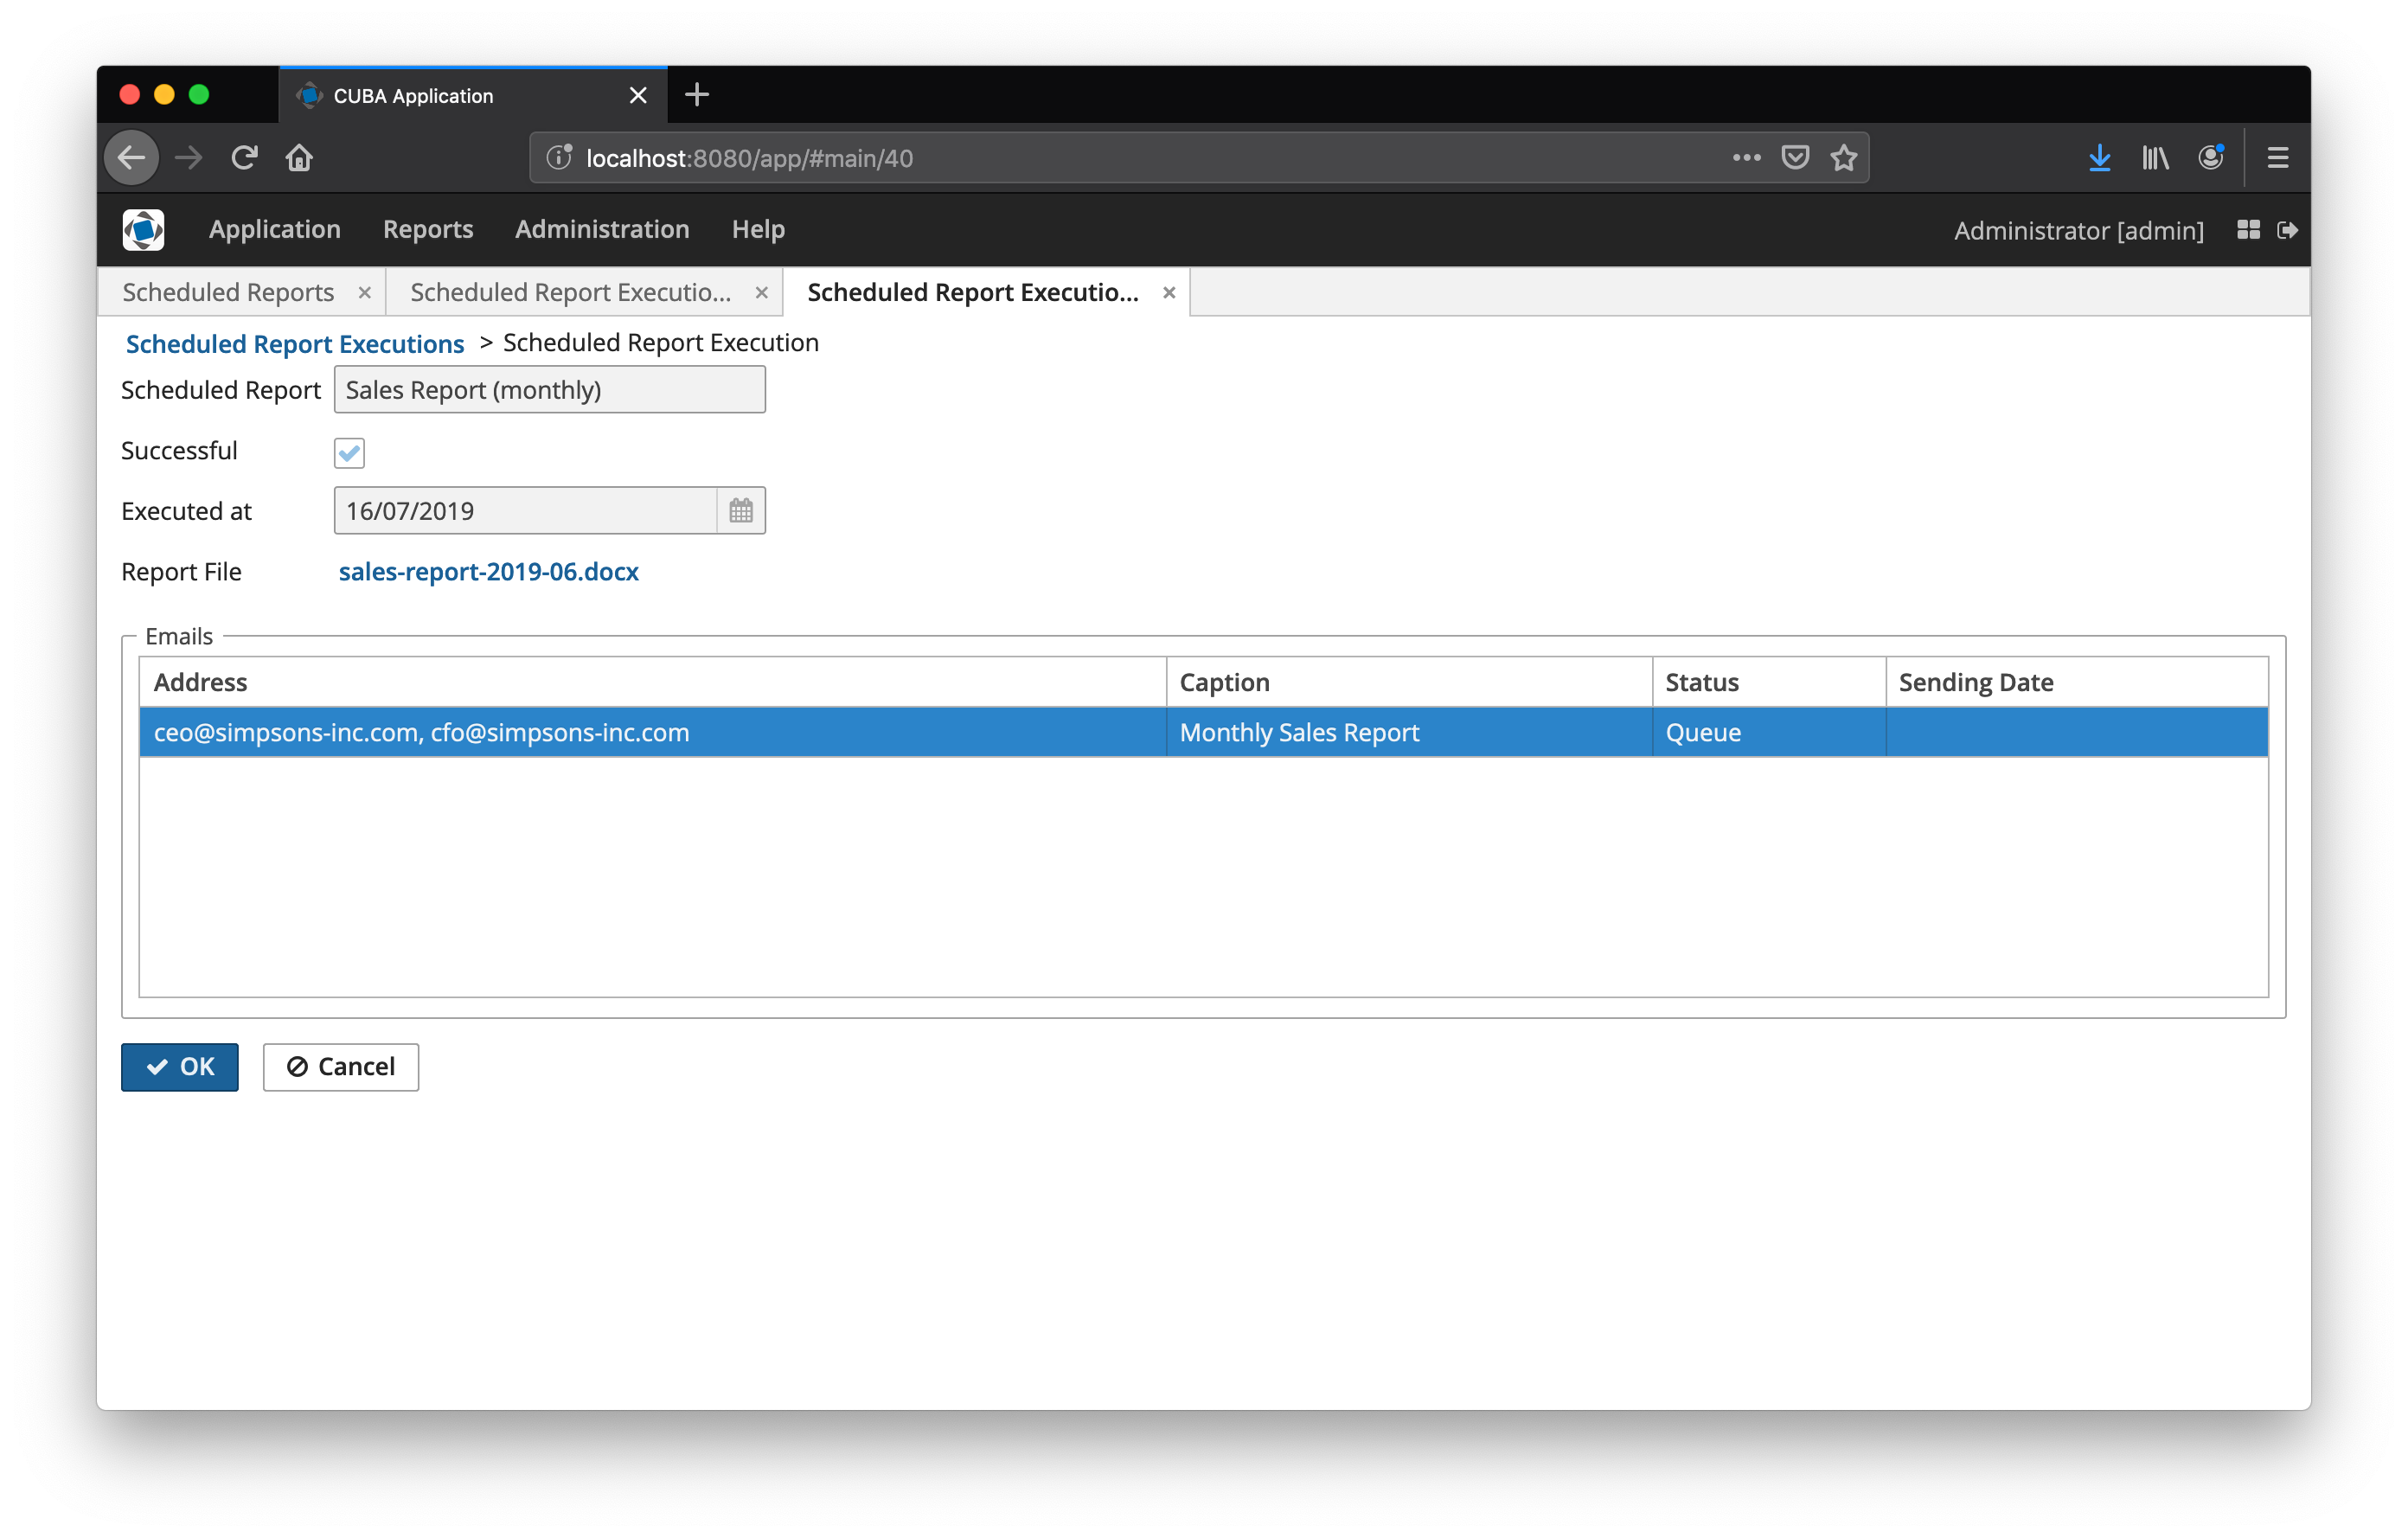 CUBA Application
localhost:8080/app/#main/40
Application Reports Administration Help Administrator [admin]
Scheduled Reports Scheduled Report Executio... Scheduled Report Executio...
Scheduled Report Executions > Scheduled Report Execution
Scheduled Report Sales Report (monthly)
Successful
Executed at 16/07/2019
Report File sales-report-2019-06.docx
Emails
Address Caption Status Sending Date
ceo@simpsons-inc.com, cfo@simpsons-inc.com Monthly Sales Report Queue
OK Cancel